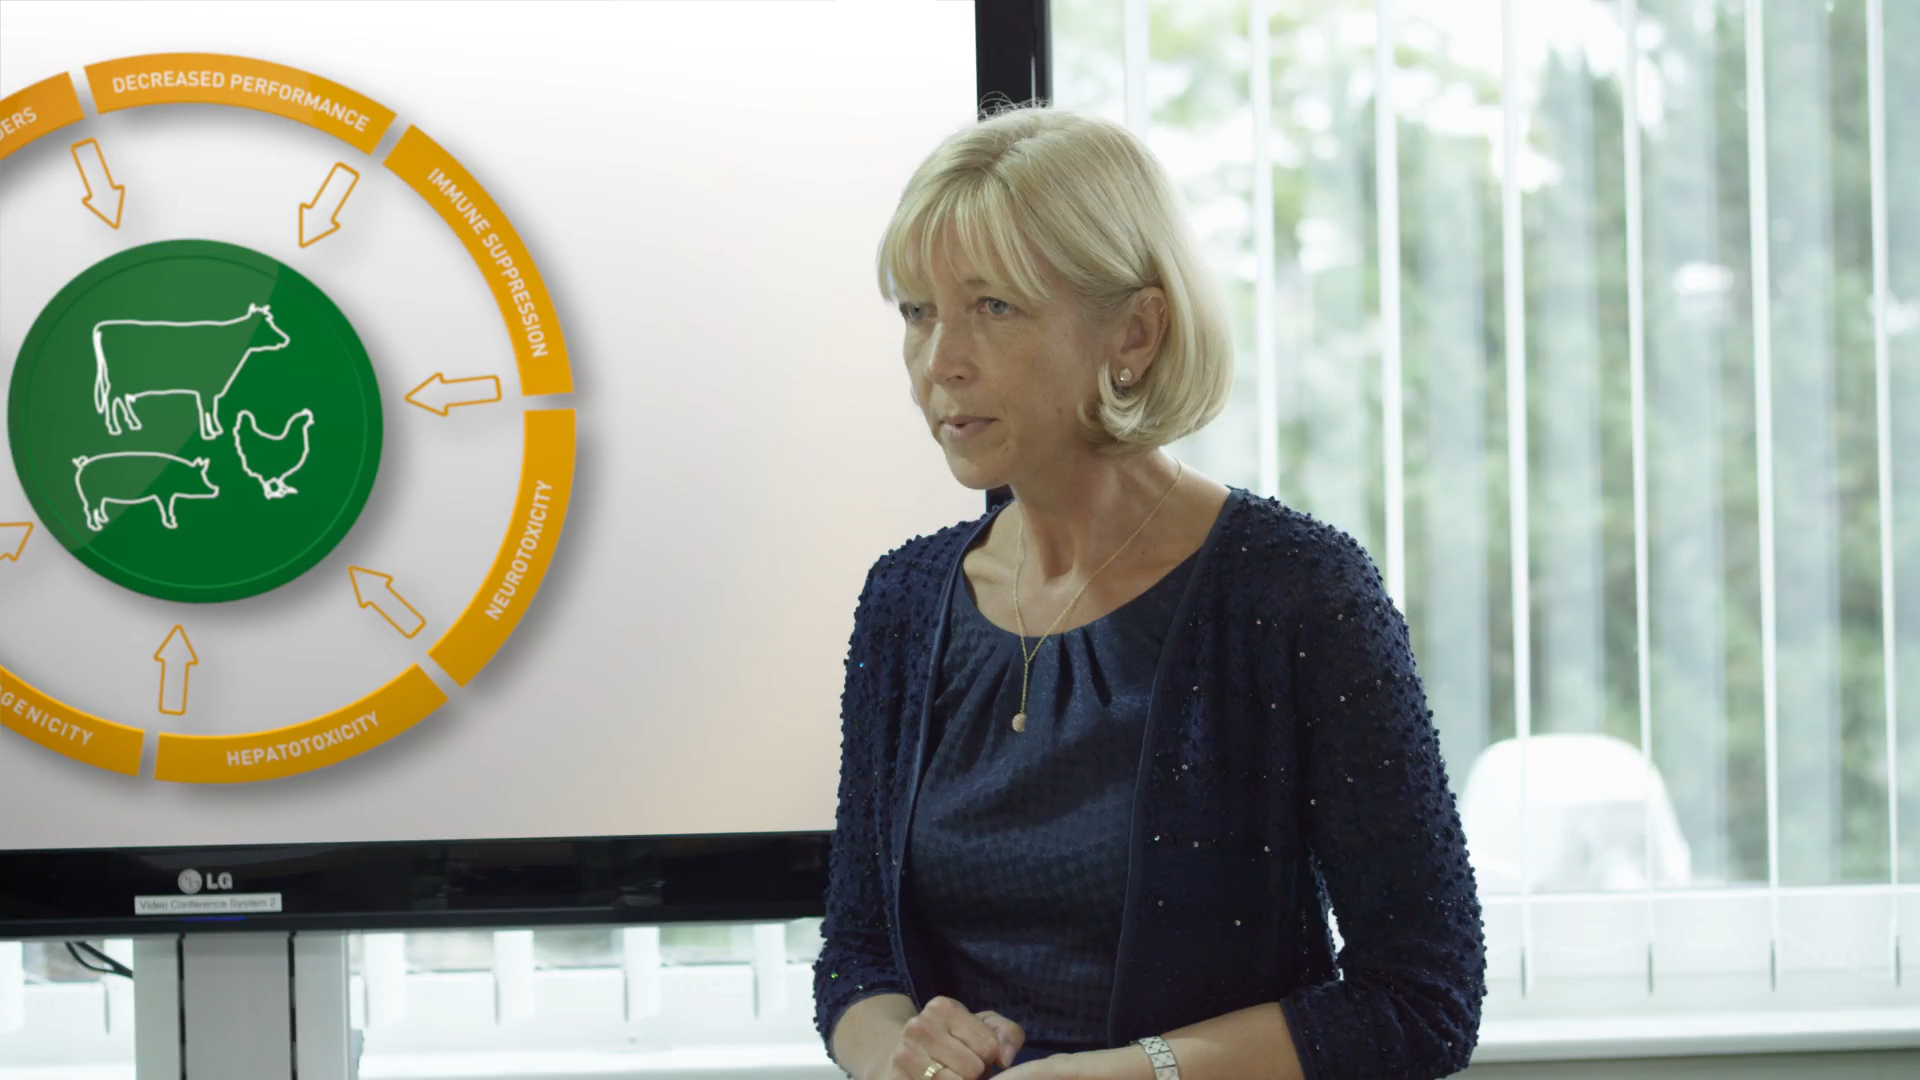 DECREASED PERFORMANCE
IMMUNE SUPPRESSION
NEUROTOXICITY
HEPATOTOXICITY
LG
Video Conference System 2